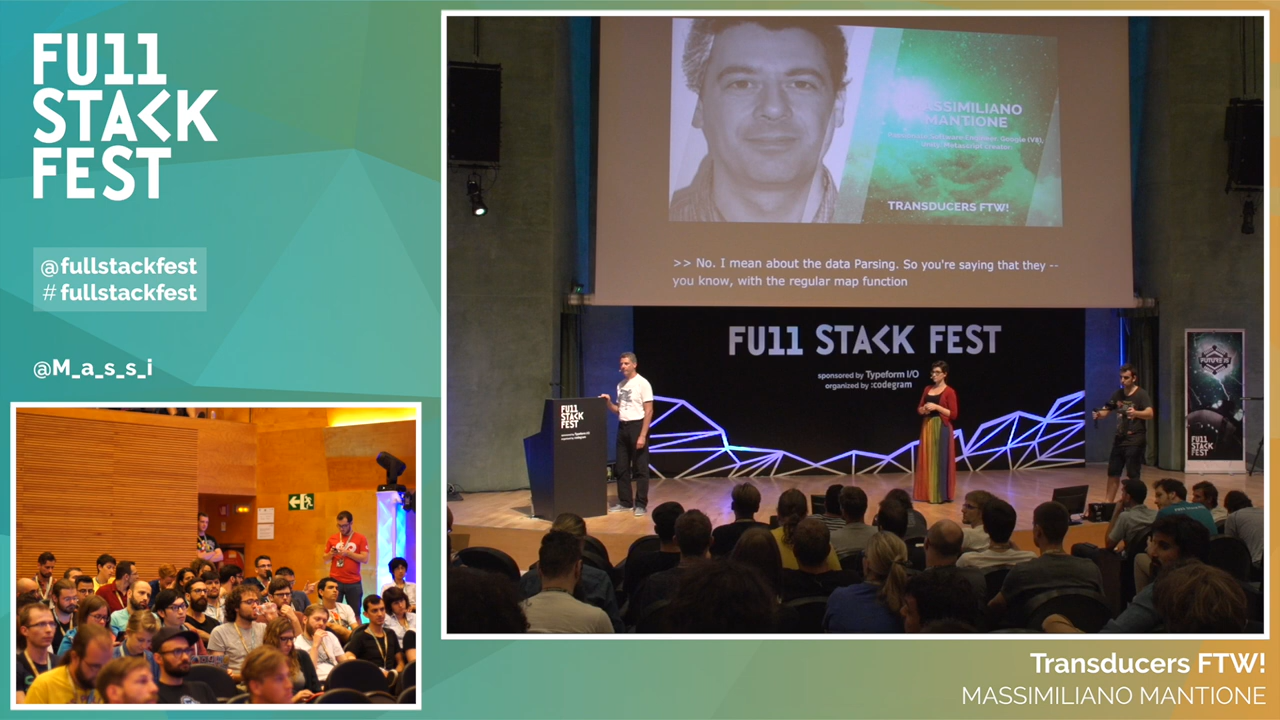 FU11
STACK
FEST
@fullstackfest
# fullstackfest
@M_a_s_s_i
MASSIMILIANO
MANTIONE
TRANSDUCERS FTW!
>> No. I mean about the data Parsing. So you're saying that they --
you know, with the regular map function
FU11 STACK FEST
sponsored by Typeform I/O
organized by :codegram
FU11
STACK
FEST
FUTURE JS
FU11
STACK
FEST
Transducers FTW!
MASSIMILIANO MANTIONE